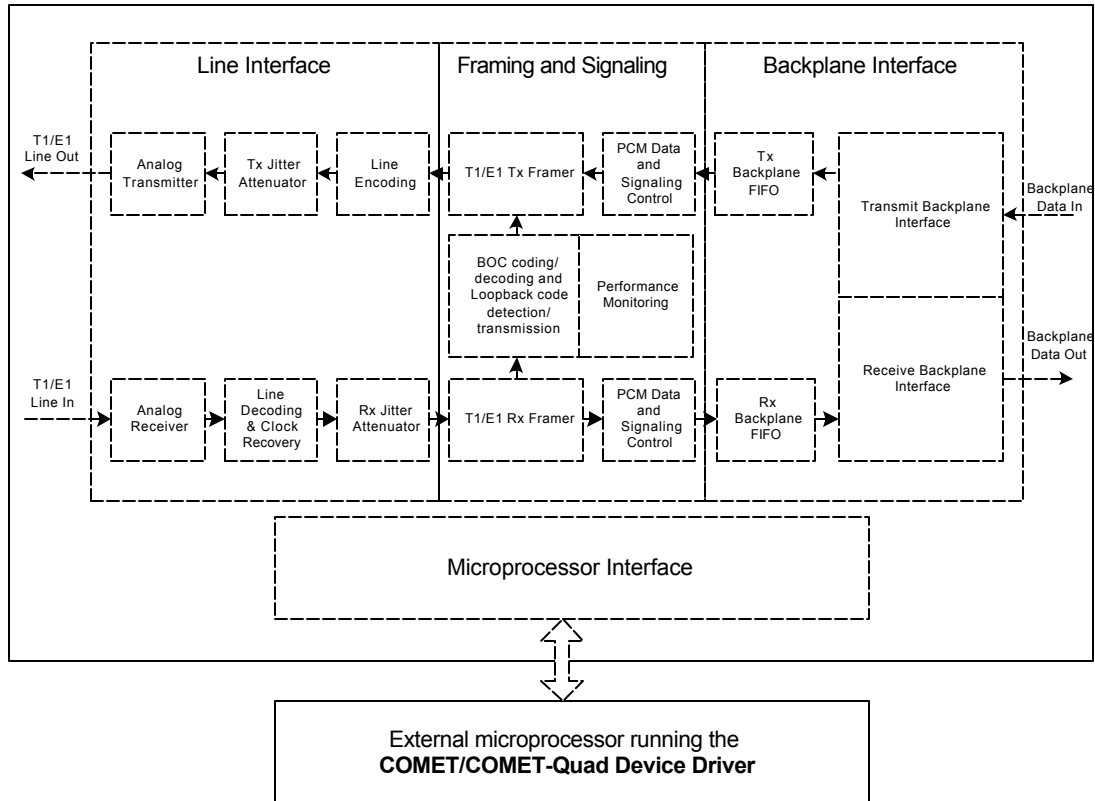 Line Interface
Framing and Signaling
Backplane Interface
T1/E1
Line Out
Analog
Transmitter
Tx Jitter
Attenuator
Line
Encoding
T1/E1 Tx Framer
PCM Data
and
Signaling
Control
Tx
Backplane
FIFO
Transmit Backplane
Interface
Backplane
Data In
BOC coding/
decoding and
Loopback code
detection/
transmission
Performance
Monitoring
T1/E1
Line In
Analog
Receiver
Line
Decoding
& Clock
Recovery
Rx Jitter
Attenuator
T1/E1 Rx Framer
PCM Data
and
Signaling
Control
Rx
Backplane
FIFO
Receive Backplane
Interface
Backplane
Data Out
Microprocessor Interface
External microprocessor running the
COMET/COMET-Quad Device Driver